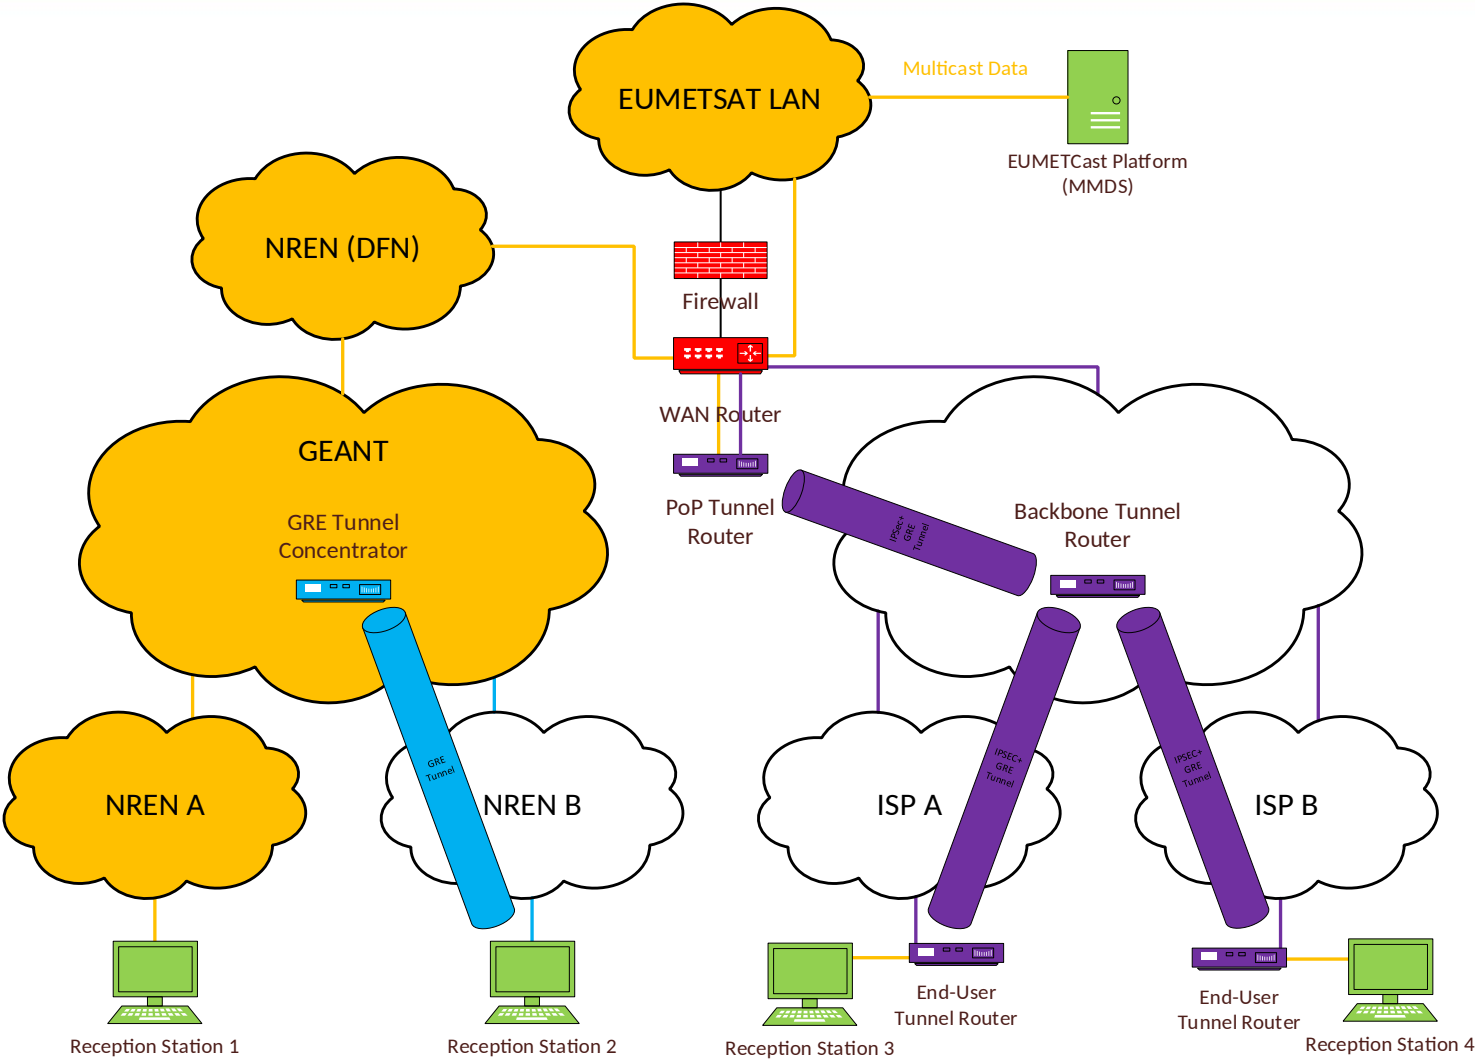 Multicast Data
EUMETSAT LAN
EUMETCast Platform
(MMDS)
NREN (DFN)
Firewall
WAN Router
GEANT
PoP Tunnel
Router
GRE Tunnel
Concentrator
IPSec+
GRE
Tunnel
Backbone Tunnel
Router
GRE
Tunnel
IPSEC+
GRE
Tunnel
IPSEC+
GRE
Tunnel
NREN A
NREN B
ISP A
ISP B
End-User
Tunnel Router
End-User
Tunnel Router
Reception Station 1
Reception Station 2
Reception Station 3
Reception Station 4